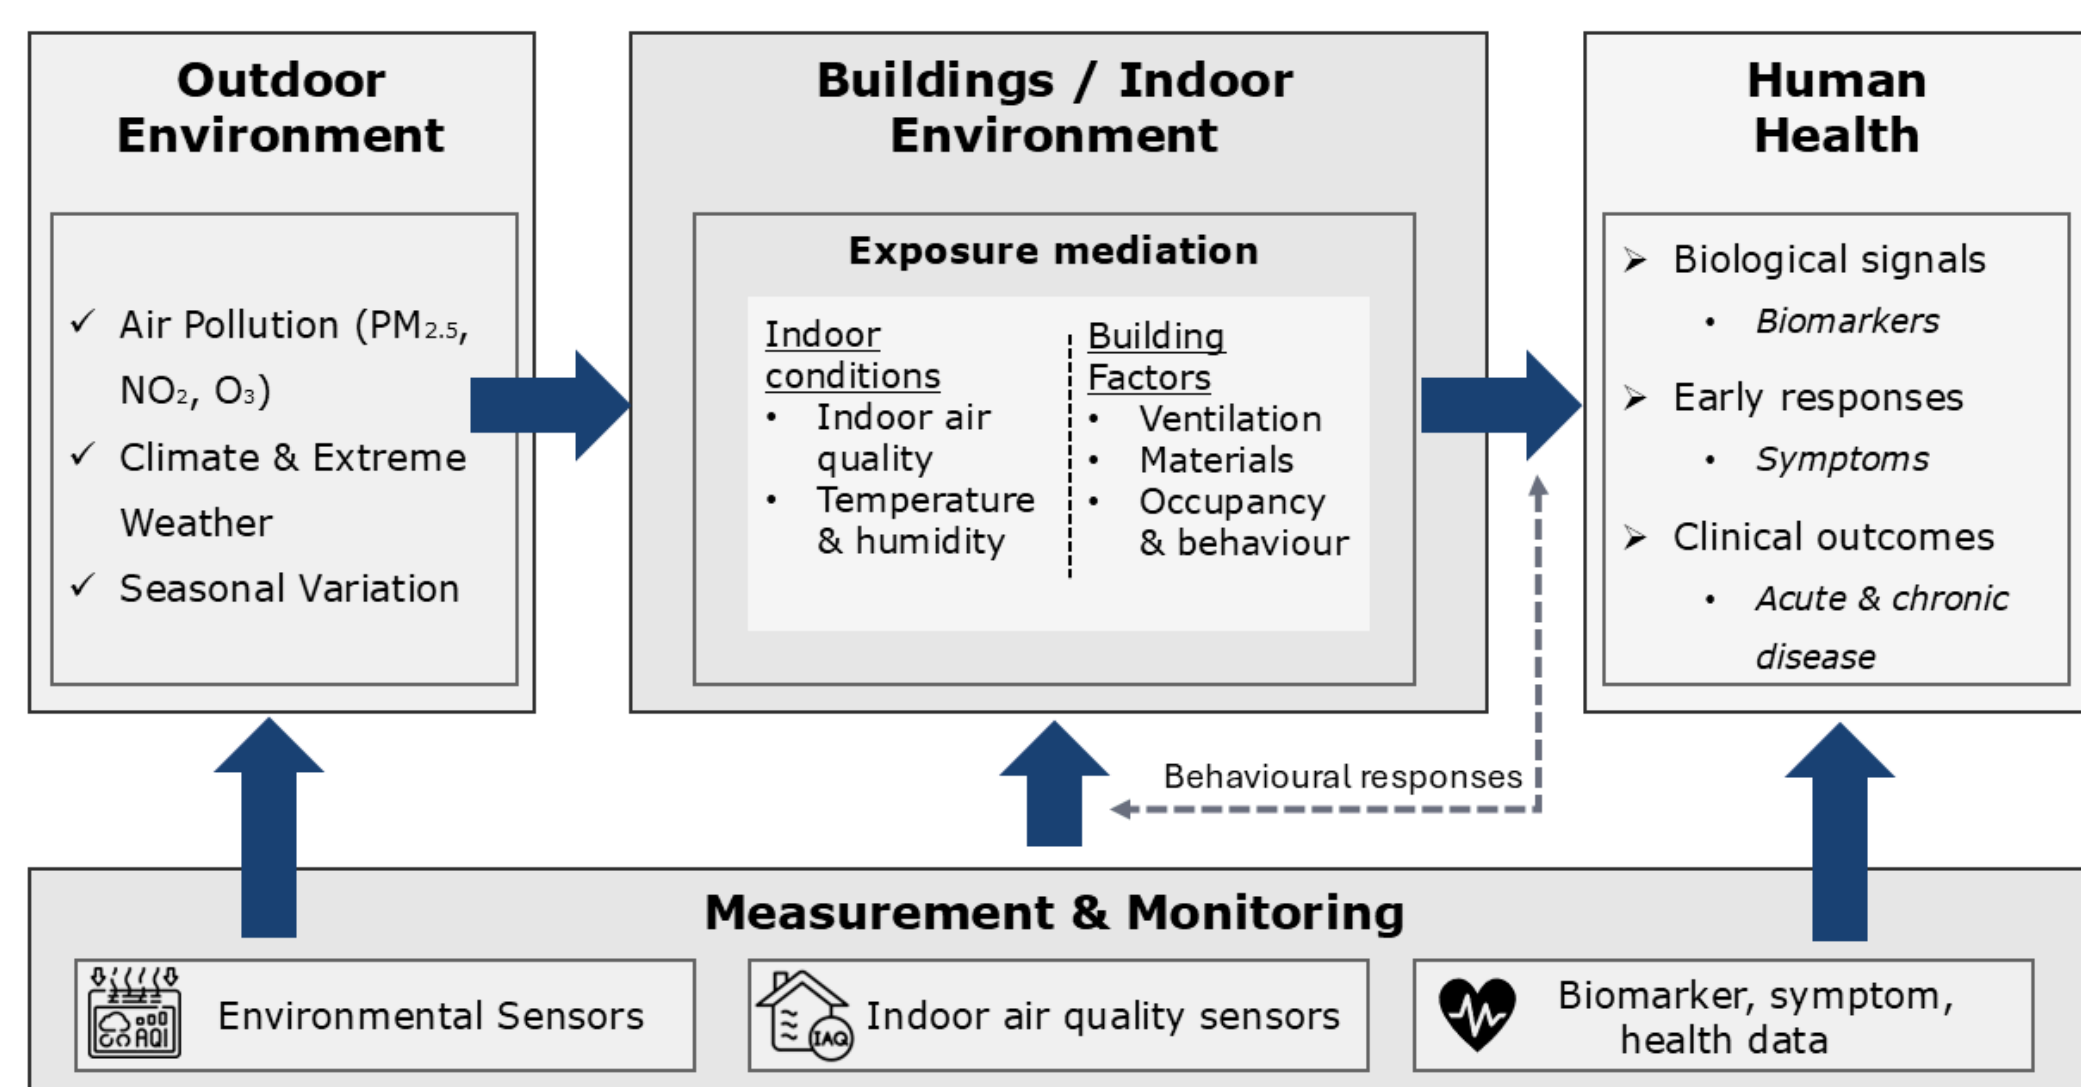 Outdoor
Environment
✓ Air Pollution (PM2.5,
NO2, O3)
✓ Climate & Extreme
Weather
✓ Seasonal Variation
Buildings / Indoor
Environment
Exposure mediation
Indoor
conditions
• Indoor air
quality
• Temperature
& humidity
Building
Factors
• Ventilation
• Materials
• Occupancy
& behaviour
Human
Health
➢ Biological signals
• Biomarkers
➢ Early responses
• Symptoms
➢ Clinical outcomes
• Acute & chronic
disease
Behavioural responses
Measurement & Monitoring
AQI
Environmental Sensors
IAQ
Indoor air quality sensors
Biomarker, symptom,
health data